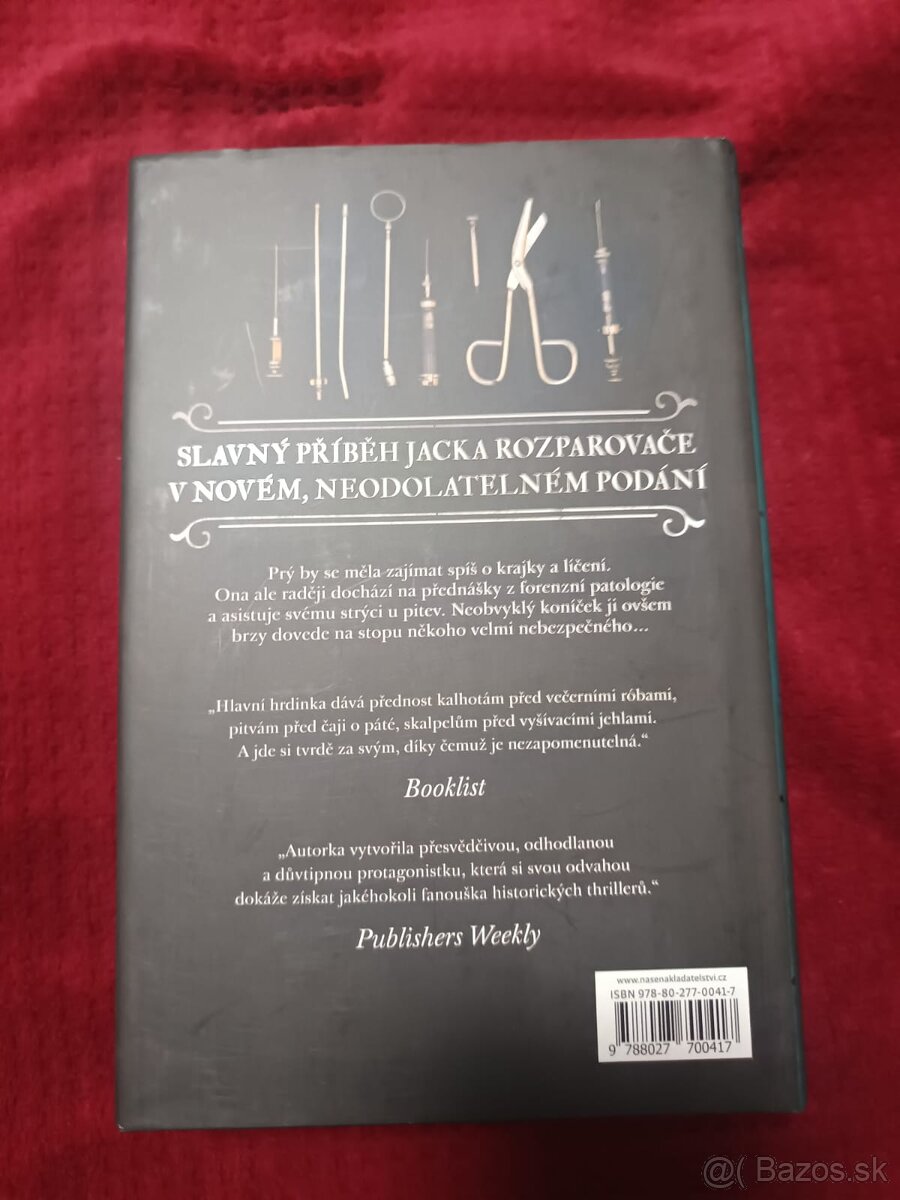 SLAVNÝ PŘÍBĚH JACKA ROZPAROVAČE
V NOVÉM, NEODOLATELNÉM PODÁNÍ
Prý by se měla zajímat spíš o krajky a líčení.
Ona ale raději dochází na přednášky z forenzní patologie
a asistuje svému strýci u pitev. Neobvyklý koníček ji ovšem
brzy dovede na stopu někoho velmi nebezpečného...
„Hlavní hrdinka dává přednost kalhotám před večerními róbami,
pitvám před čaji o páté, skalpelům před vyšívacími jehlami.
A jde si tvrdě za svým, díky čemuž je nezapomenutelná.“
Booklist
„Autorka vytvořila přesvědčivou, odhodlanou
a důvtipnou protagonistku, která si svou odvahou
dokáže získat jakéhokoli fanouška historických thrillerů.“
Publishers Weekly
www.nasenakladatelstvi.cz
ISBN 978-80-277-0041-7
9 788027 700417
@( Bazos.sk